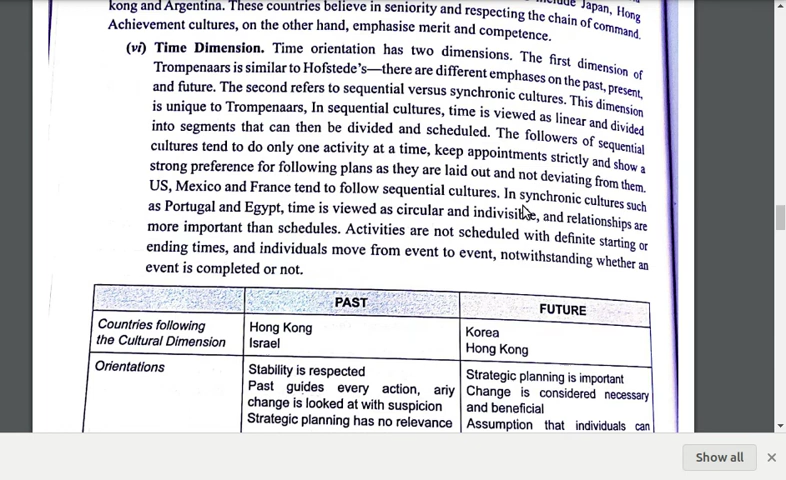 Japan, Hong
kong and Argentina. These countries believe in seniority and respecting the chain of command.
Achievement cultures, on the other hand, emphasise merit and competence.
(vi) Time Dimension. Time orientation has two dimensions. The first dimension of
Trompenaars is similar to Hofstede's—there are different emphases on the past, present,
and future. The second refers to sequential versus synchronic cultures. This dimension
is unique to Trompenaars, In sequential cultures, time is viewed as linear and divided
into segments that can then be divided and scheduled. The followers of sequential
cultures tend to do only one activity at a time, keep appointments strictly and show a
strong preference for following plans as they are laid out and not deviating from them.
US, Mexico and France tend to follow sequential cultures. In synchronic cultures such
as Portugal and Egypt, time is viewed as circular and indivisible, and relationships are
more important than schedules. Activities are not scheduled with definite starting or
ending times, and individuals move from event to event, notwithstanding whether an
event is completed or not.
PAST FUTURE
Countries following Hong Kong Korea
the Cultural Dimension Israel Hong Kong
Orientations Stability is respected Strategic planning is important
Past guides every action, ariy Change is considered necessary
change is looked at with suspicion and beneficial
Strategic planning has no relevance Assumption that individuals can
Show all